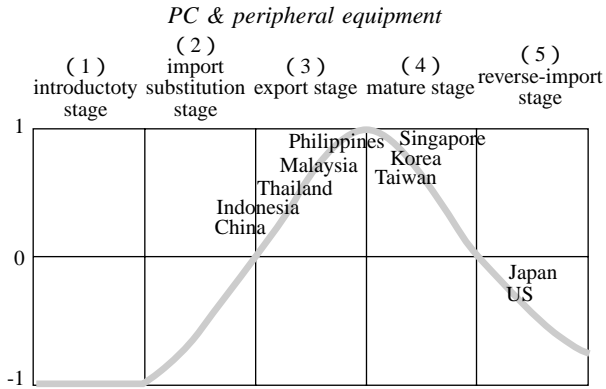 PC & peripheral equipment
( 1 )
introductoty
stage
( 2 )
import
substitution
stage
( 3 )
export stage
( 4 )
mature stage
( 5 )
reverse-import
stage
1
0
-1
Philippines
Malaysia
Thailand
Indonesia
China
Singapore
Korea
Taiwan
Japan
US